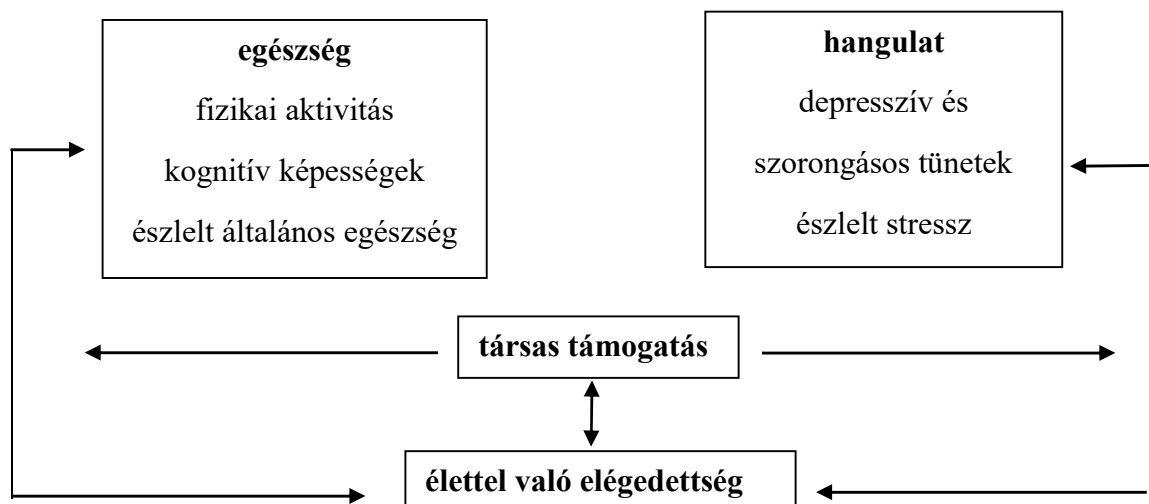 egészség
fizikai aktivitás
kognitív képességek
észlelt általános egészség
hangulat
depresszív és
szorongásos tünetek
észlelt stressz
társas támogatás
élettel való elégedettség